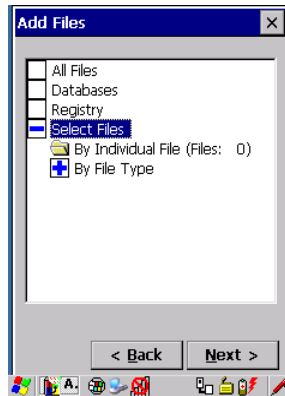 Add Files
All Files
Databases
Registry
Select Files
By Individual File (Files: 0)
By File Type
< Back
Next >
A.